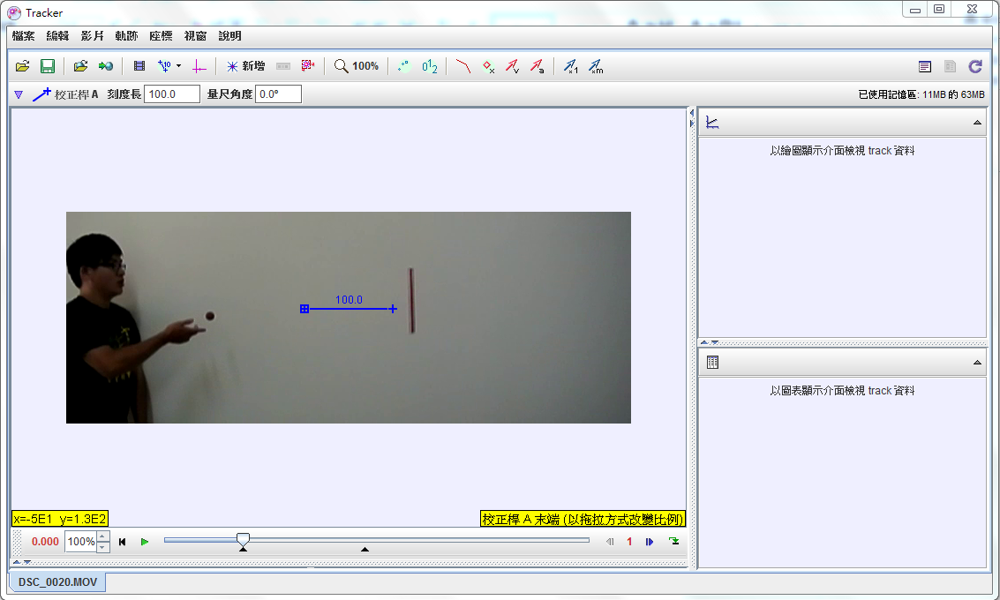 Tracker
檔案 編輯 影片 軌跡 座標 視窗 說明
10 新增 100% 0 1 2 v a x1 xm
校正桿 A 刻度長 100.0 量尺角度 0.0° 已使用記憶區: 11MB 的 63MB
以繪圖顯示介面檢視 track 資料
100.0
以圖表顯示介面檢視 track 資料
x=-5E1 y=1.3E2 校正桿 A 末端 (以拖拉方式改變比例)
0.000 100% 1
DSC_0020.MOV